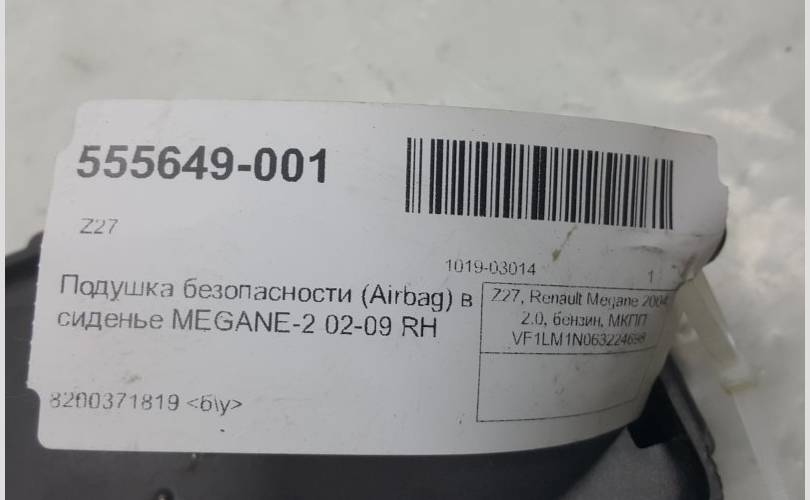 555649-001
Z27
1019-03014 1
Подушка безопасности (Airbag) в
сиденье MEGANE-2 02-09 RH
Z27, Renault Megane 2004
2.0, бензин, МКПП
VF1LM1N063224698
8200371819 <б\у>